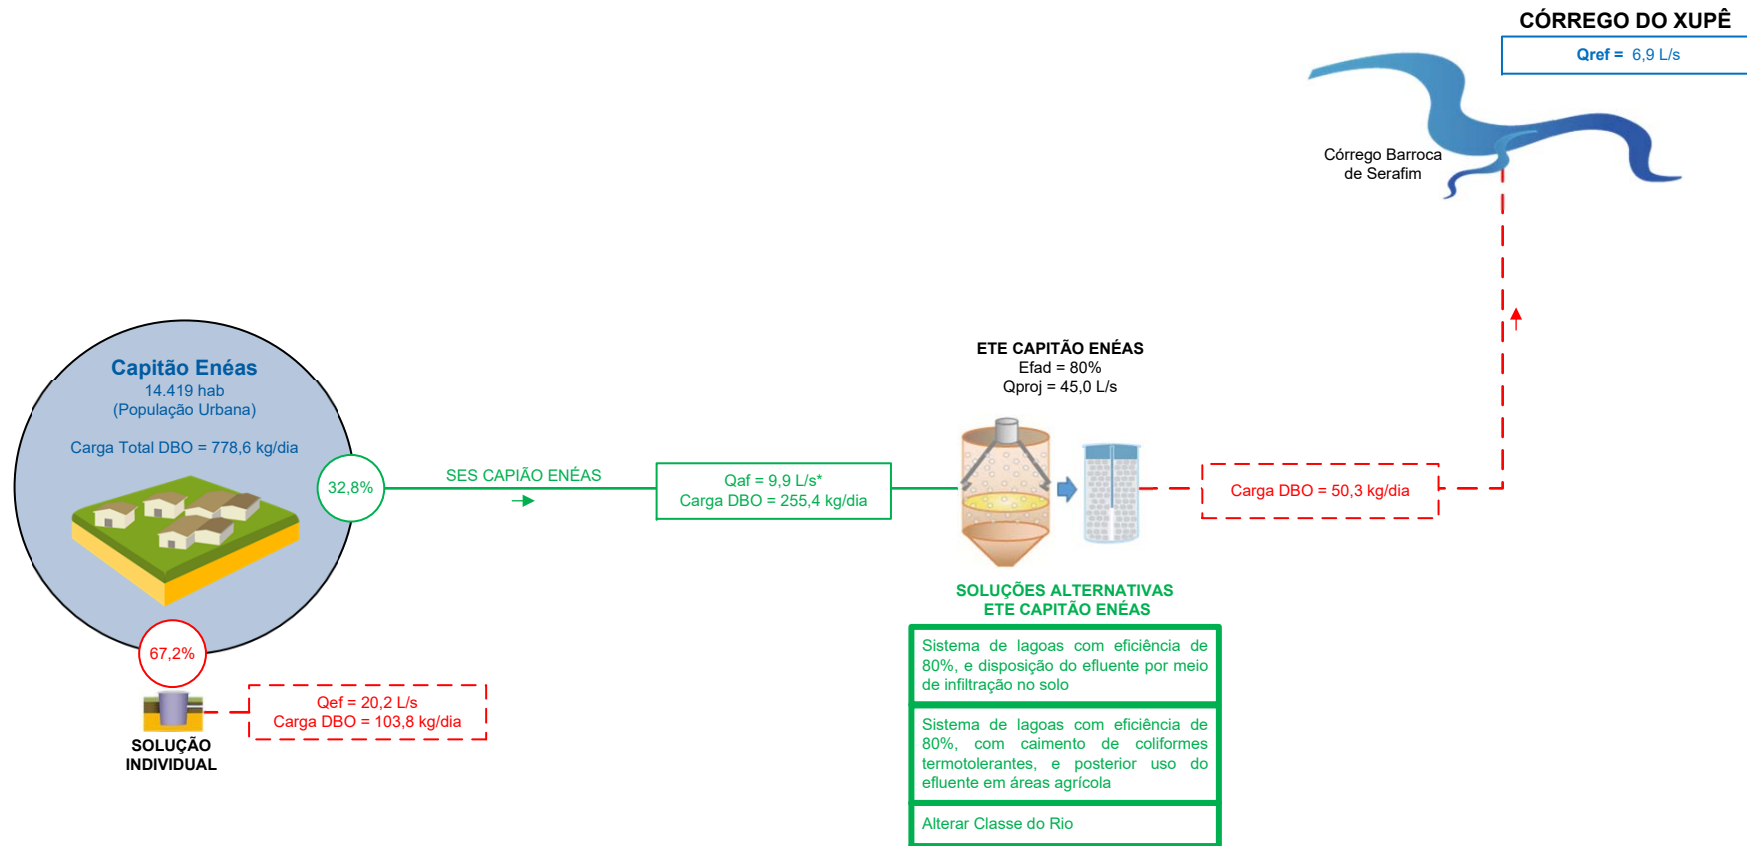 CÓRREGO DO XUPÊ
Qref = 6,9 L/s
Córrego Barroca
de Serafim
Capitão Enéas
14.419 hab
(População Urbana)
Carga Total DBO = 778,6 kg/dia
32,8%
SES CAPIÃO ENÉAS
Qaf = 9,9 L/s*
Carga DBO = 255,4 kg/dia
ETE CAPITÃO ENÉAS
Efad = 80%
Qproj = 45,0 L/s
Carga DBO = 50,3 kg/dia
67,2%
Qef = 20,2 L/s
Carga DBO = 103,8 kg/dia
SOLUÇÃO
INDIVIDUAL
SOLUÇÕES ALTERNATIVAS
ETE CAPITÃO ENÉAS
Sistema de lagoas com eficiência de
80%, e disposição do efluente por meio
de infiltração no solo
Sistema de lagoas com eficiência de
80%, com caimento de coliformes
termotolerantes, e posterior uso do
efluente em áreas agrícola
Alterar Classe do Rio